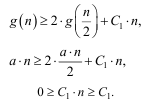 g(n) ≥ 2 · g(n/2) + C₁ · n,
a · n ≥ 2 · (a · n)/2 + C₁ · n,
0 ≥ C₁ · n ≥ C₁.